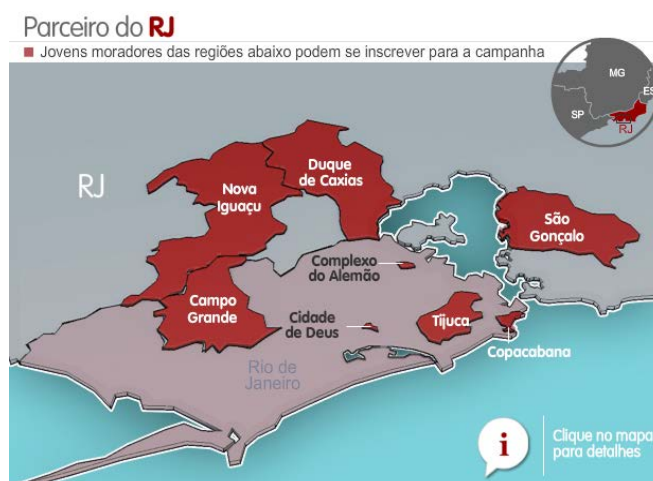 Parceiro do RJ
Jovens moradores das regiões abaixo podem se inscrever para a campanha
MG
ES
SP
RJ
RJ
Duque
de Caxias
Nova
Iguaçu
São
Gonçalo
Complexo
do Alemão
Campo
Grande
Cidade
de Deus
Tijuca
Copacabana
Rio de
Janeiro
i
Clique no mapa
para detalhes